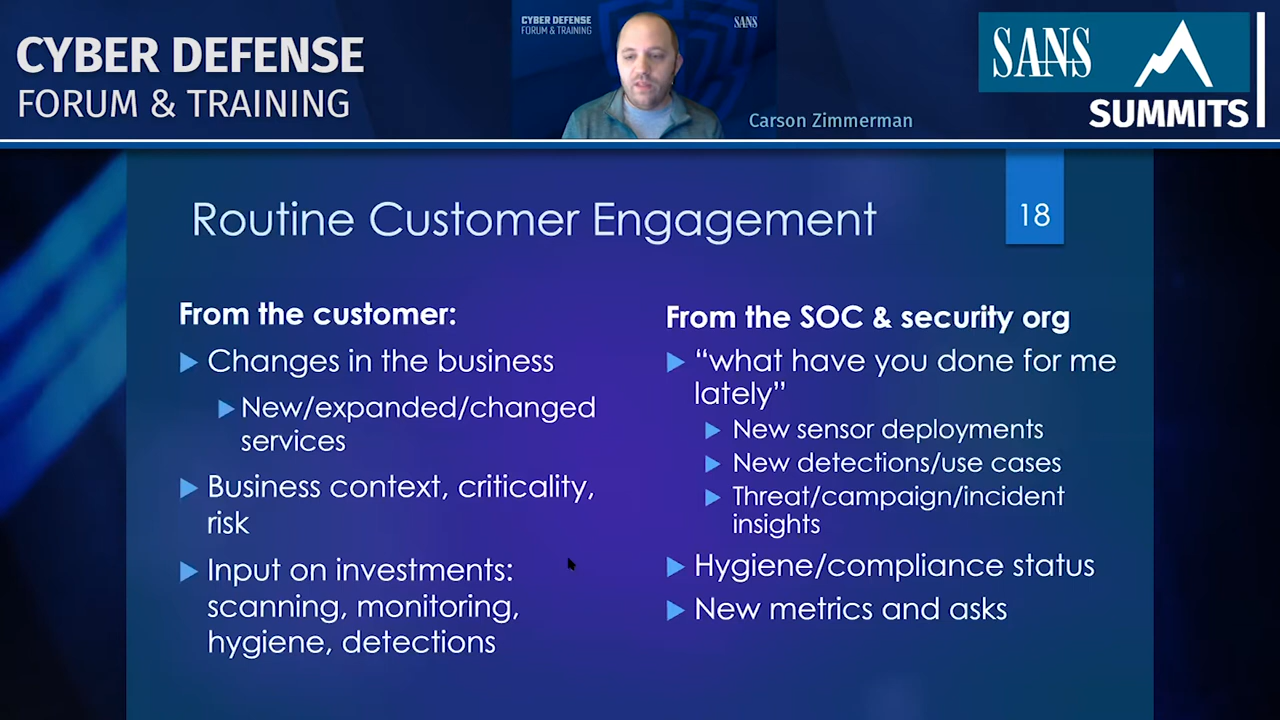 CYBER DEFENSE
FORUM & TRAINING
CYBER DEFENSE
FORUM & TRAINING
SANS
Carson Zimmerman
SANS
SUMMITS
Routine Customer Engagement
18
From the customer:
Changes in the business
New/expanded/changed
services
Business context, criticality,
risk
Input on investments:
scanning, monitoring,
hygiene, detections
From the SOC & security org
“what have you done for me
lately”
New sensor deployments
New detections/use cases
Threat/campaign/incident
insights
Hygiene/compliance status
New metrics and asks